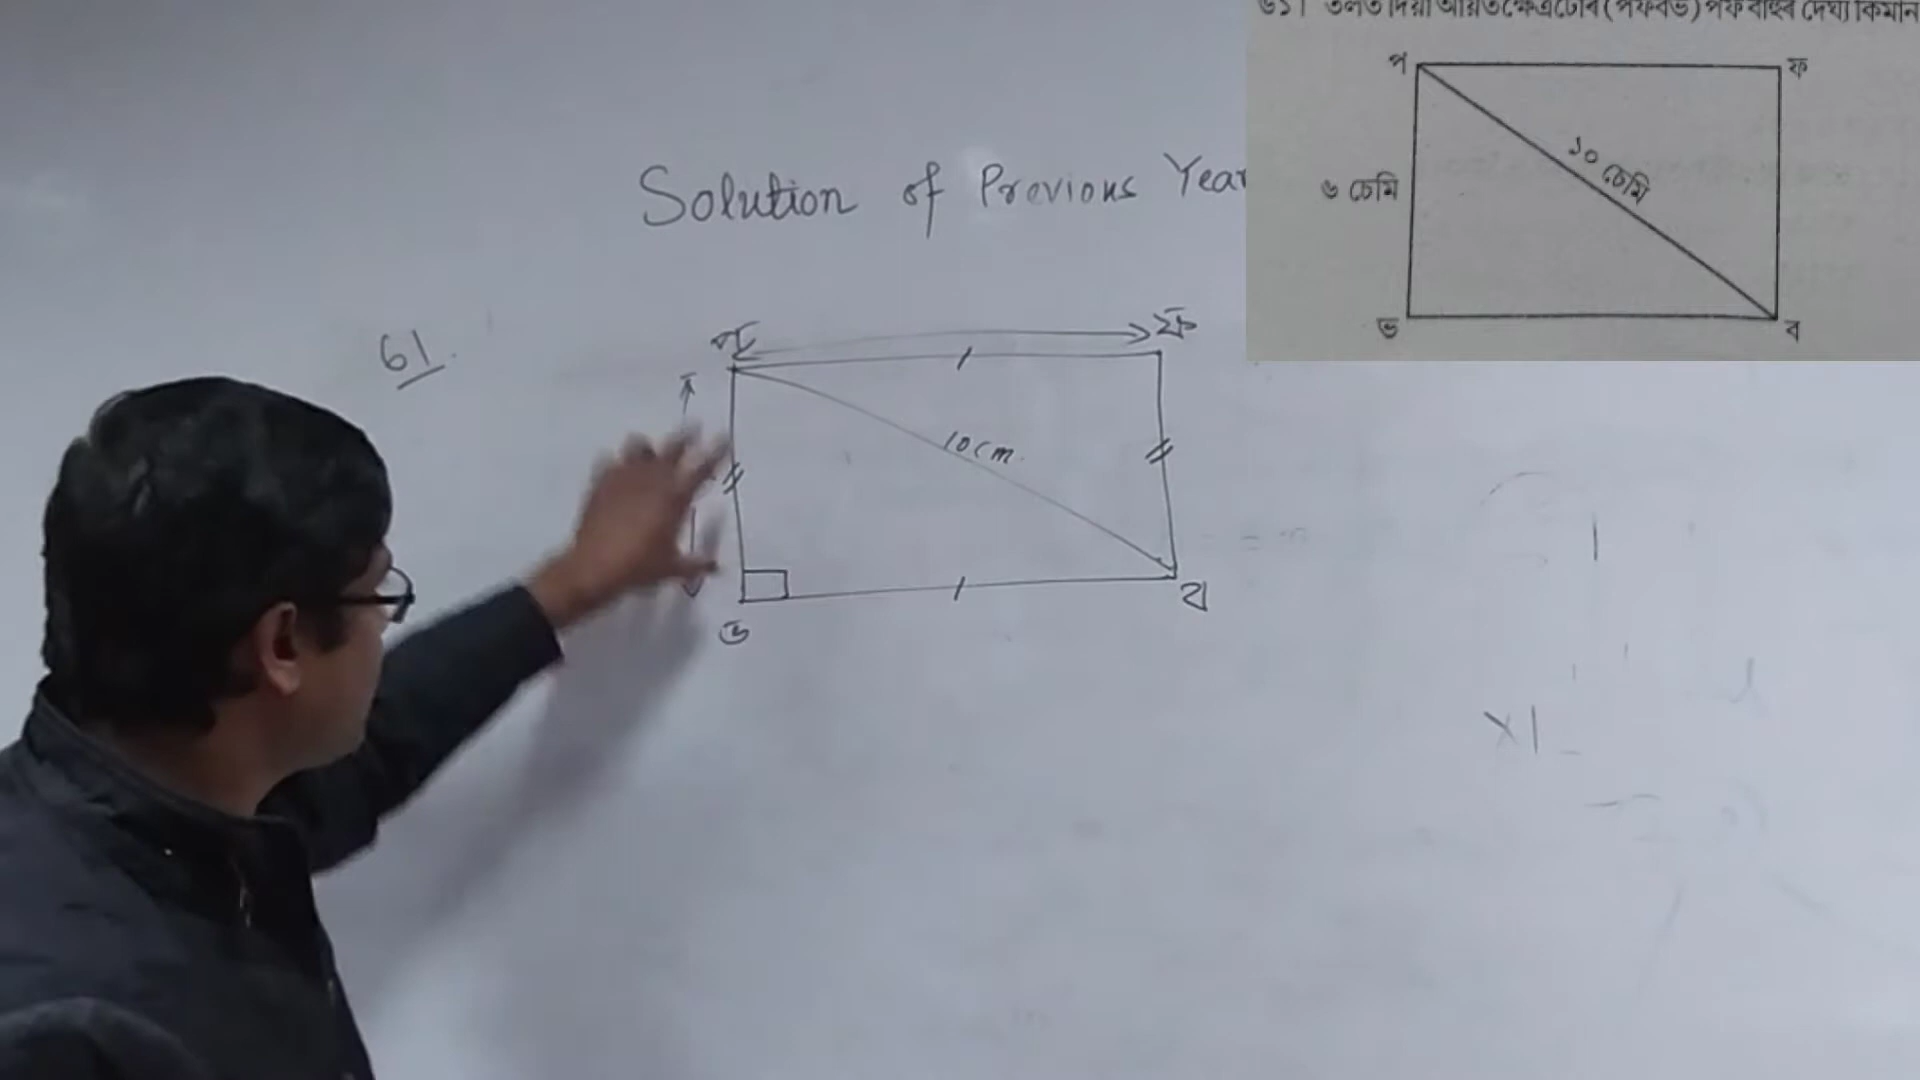 ৬১। তলত দিয়া আয়তক্ষেত্ৰটোৰ (পফবভ) পফ বাহুৰ দৈৰ্ঘ্য কিমান
প ফ
১০ চেমি
৬ চেমি
ভ ব
Solution of Previous Year
61.
প ফ
10cm.
ভ ব